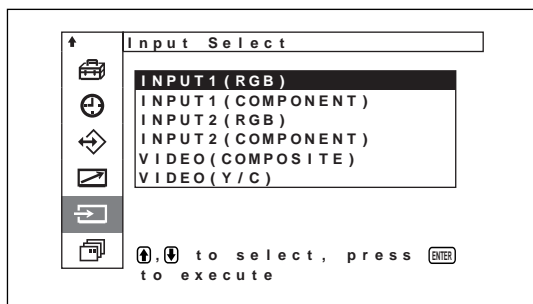 Input Select
INPUT1(RGB)
INPUT1(COMPONENT)
INPUT2(RGB)
INPUT2(COMPONENT)
VIDEO(COMPOSITE)
VIDEO(Y/C)
↑,↓ to select, press ENTER
to execute